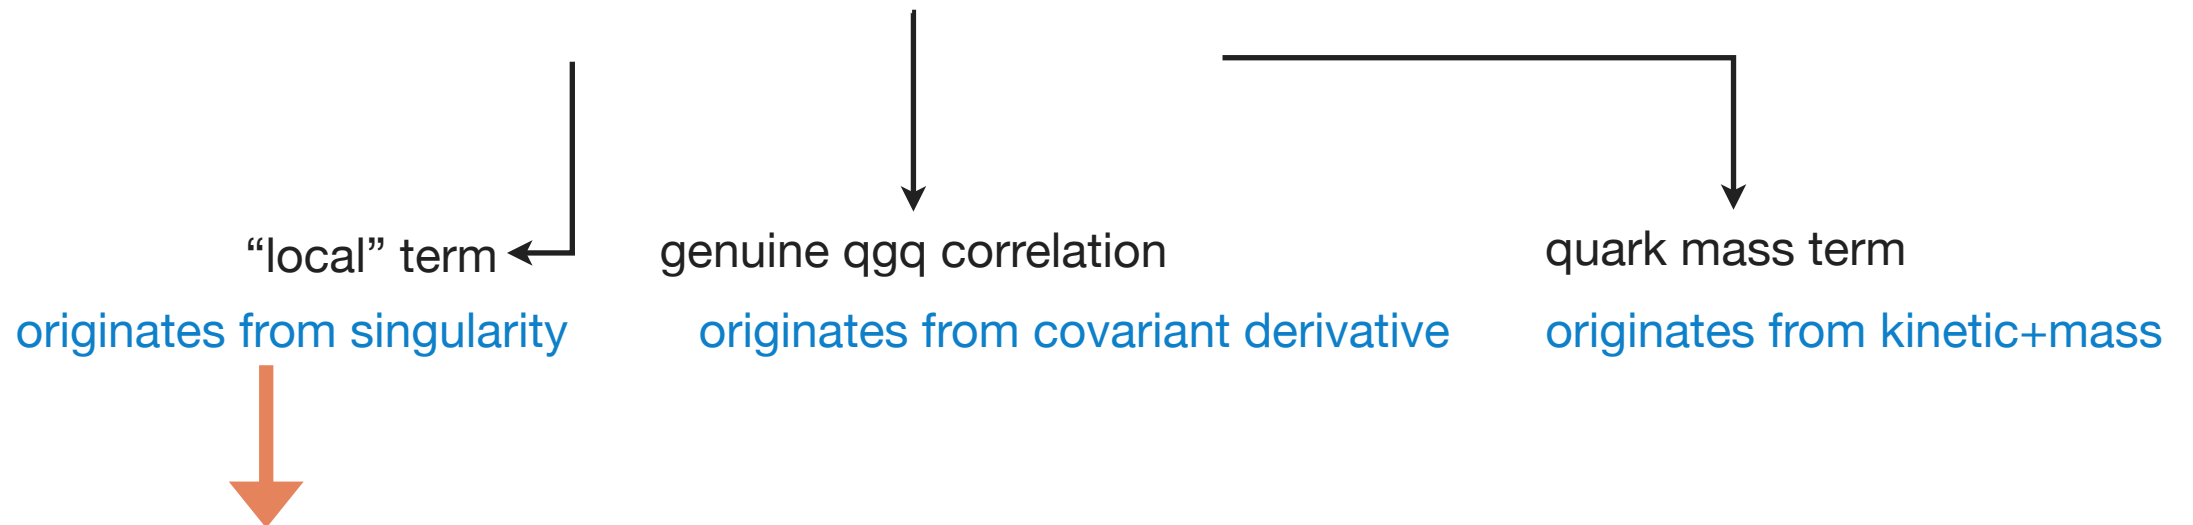 “local” term
genuine qgq correlation
quark mass term
originates from singularity
originates from covariant derivative
originates from kinetic+mass